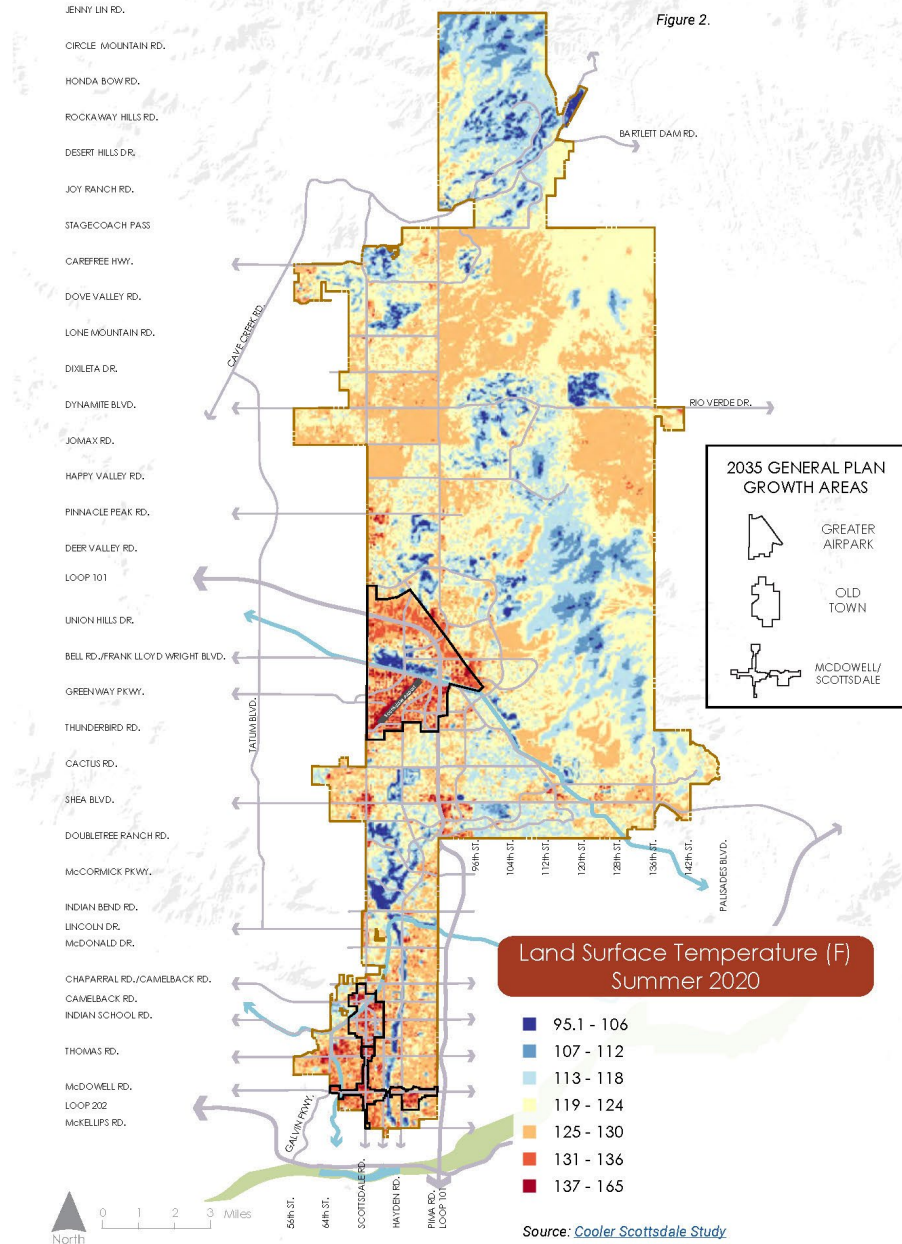 Figure 2.
JENNY LIN RD.
CIRCLE MOUNTAIN RD.
HONDA BOW RD.
ROCKAWAY HILLS RD.
BARTLETT DAM RD.
DESERT HILLS DR.
JOY RANCH RD.
STAGECOACH PASS
CAREFREE HWY.
DOVE VALLEY RD.
CAVE CREEK RD.
LONE MOUNTAIN RD.
DIXILETA DR.
DYNAMITE BLVD.
RIO VERDE DR.
JOMAX RD.
HAPPY VALLEY RD.
PINNACLE PEAK RD.
DEER VALLEY RD.
LOOP 101
UNION HILLS DR.
BELL RD./FRANK LLOYD WRIGHT BLVD.
GREENWAY PKWY.
THUNDERBIRD RD.
TATUM BLVD.
CACTUS RD.
SHEA BLVD.
DOUBLETREE RANCH RD.
McCORMICK PKWY.
INDIAN BEND RD.
LINCOLN DR.
McDONALD DR.
CHAPARRAL RD./CAMELBACK RD.
CAMELBACK RD.
INDIAN SCHOOL RD.
THOMAS RD.
McDOWELL RD.
LOOP 202
McKELLIPS RD.
GALVIN PKWY.
2035 GENERAL PLAN
GROWTH AREAS
GREATER
AIRPARK
OLD
TOWN
MCDOWELL/
SCOTTSDALE
96th ST.
104th ST.
112th ST.
120th ST.
128th ST.
136th ST.
142th ST.
PALISADES BLVD.
Land Surface Temperature (F)
Summer 2020
95.1 - 106
107 - 112
113 - 118
119 - 124
125 - 130
131 - 136
137 - 165
56th ST.
64th ST.
SCOTTSDALE RD.
HAYDEN RD.
PIMA RD.
LOOP 101
0 1 2 3 Miles
North
Source: Cooler Scottsdale Study